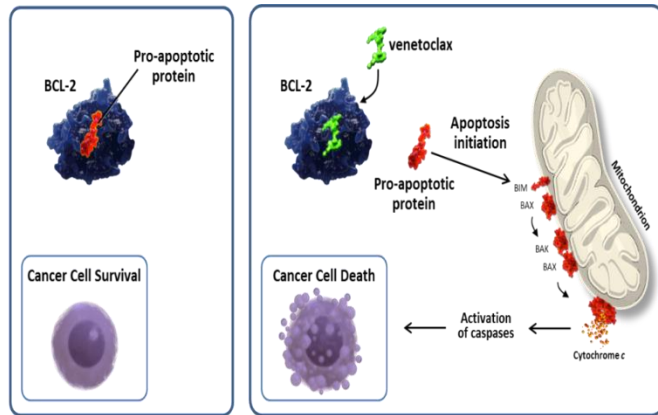 Pro-apoptotic
protein
BCL-2
Cancer Cell Survival
venetoclax
BCL-2
Pro-apoptotic
protein
Apoptosis
initiation
Mitochondrion
BIM
BAX
BAK
BAX
Cytochrome c
Activation
of caspases
Cancer Cell Death